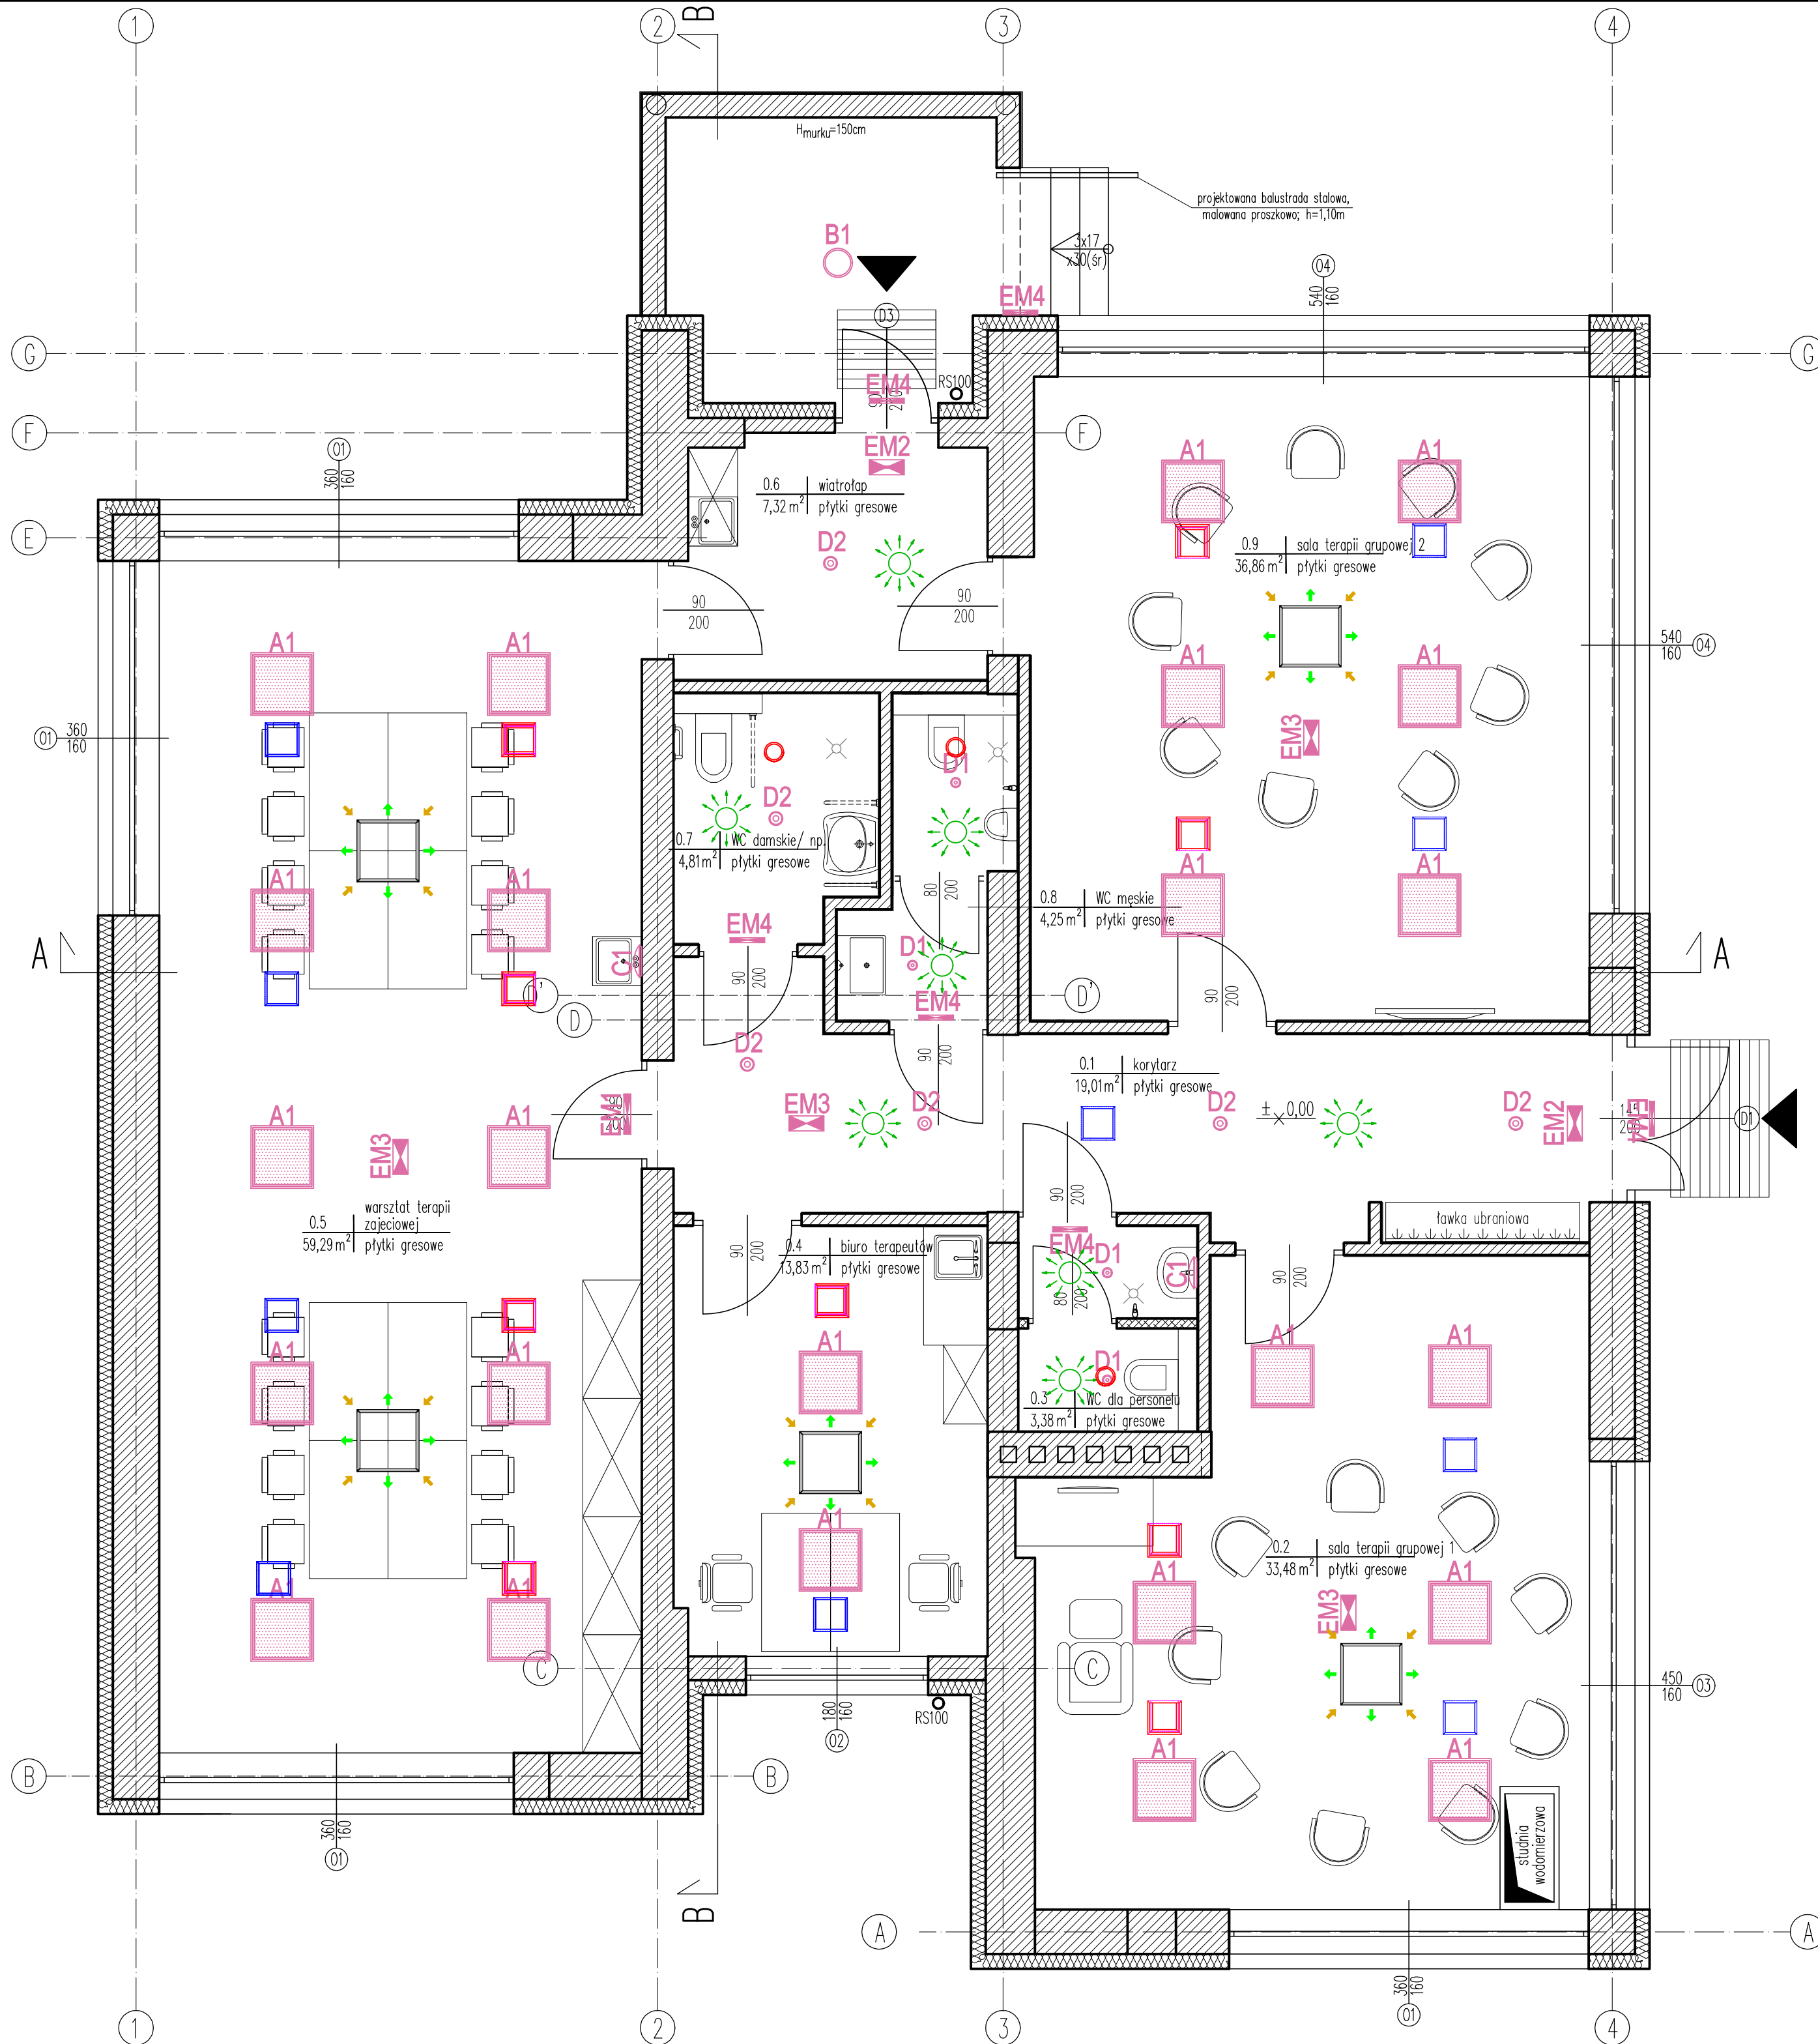 1
2
B
3
4
Hmurku=150cm
projektowana balustrada stalowa,
malowana proszkowo; h=1,10m
B1
3x17
x30(śr)
04
540
160
EM4
D3
G
G
EM4
RS100
90
F
F
01
360
160
EM2
A1
A1
0.6 wiatrołap
7,32 m² płytki gresowe
E
D2
0.9 sala terapii grupowej 2
36,86 m² płytki gresowe
90
200
90
200
A1
A1
A1
A1
540
160
04
01
360
160
EM3
D1
D2
0.7 WC damskie/ np.
4,81m² płytki gresowe
A1
A1
80
200
A1
A1
0.8 WC męskie
4,25 m² płytki gresowe
EM4
A
C1
D1
A
90
200
D'
D'
EM4
90
200
D
D2
90
200
0.1 korytarz
19,01m² płytki gresowe
A1
A1
EM1
90
200
EM3
D2
D2
± 0,00
D2
EM2
EM4
D1
EM3
0.5 warsztat terapii
zajeciowej
59,29 m² płytki gresowe
90
200
ławka ubraniowa
90
200
0.4 biuro terapeutów
13,83 m² płytki gresowe
EM4
D1
C1
90
200
80
200
A1
A1
A1
A1
A1
D1
0.3 WC dla personelu
3,38 m² płytki gresowe
A1
0.2 sala terapii grupowej 1
33,48 m² płytki gresowe
A1
A1
A1
A1
EM3
C
C
450
160
03
180
160
02
RS100
A1
A1
B
B
studnia
wodomierzowa
360
160
01
B
A
A
360
160
01
1
2
3
4